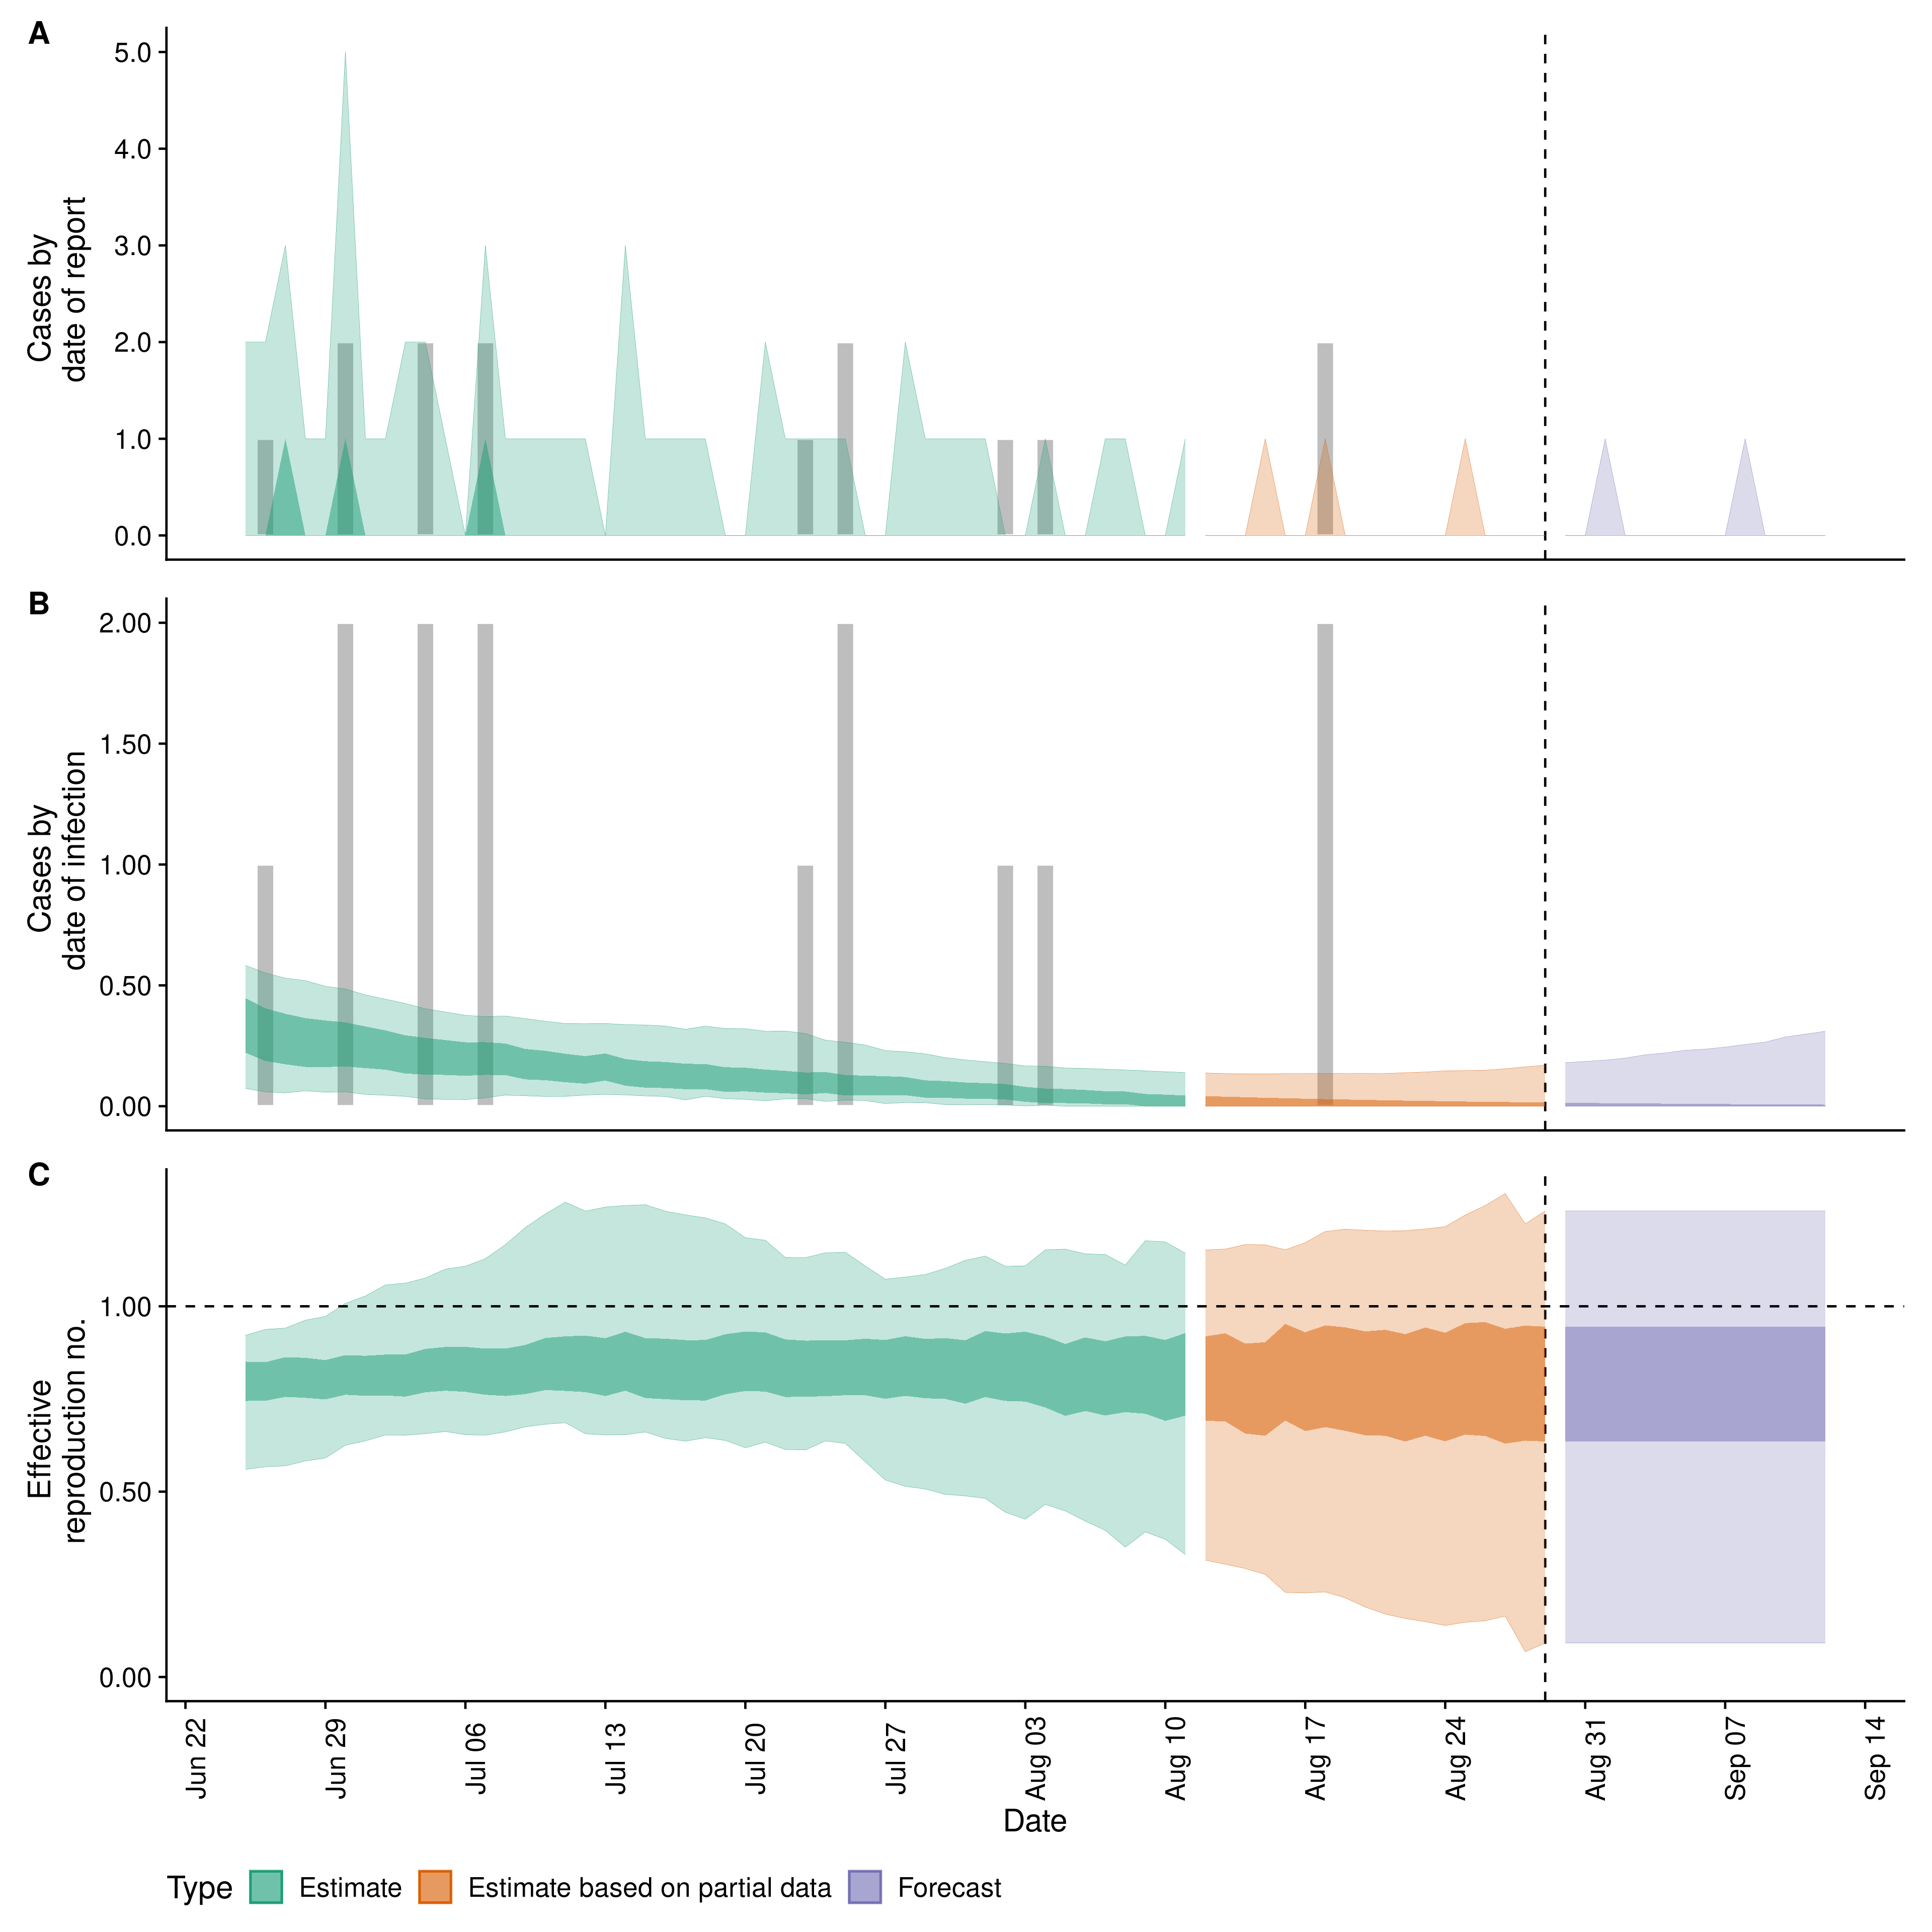 A
5.0
4.0
3.0
2.0
1.0
0.0
Cases by
date of report
B
2.00
1.50
1.00
0.50
0.00
Cases by
date of infection
C
1.00
0.50
0.00
Effective
reproduction no.
Jun 22
Jun 29
Jul 06
Jul 13
Jul 20
Jul 27
Aug 03
Aug 10
Aug 17
Aug 24
Aug 31
Sep 07
Sep 14
Date
Type Estimate Estimate based on partial data Forecast